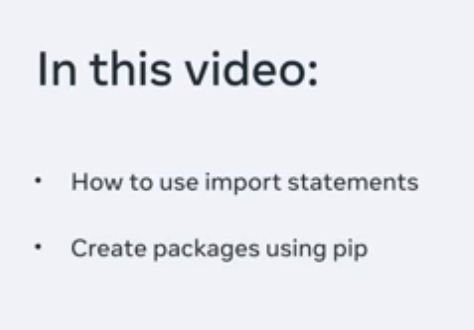 In this video:
• How to use import statements
• Create packages using pip